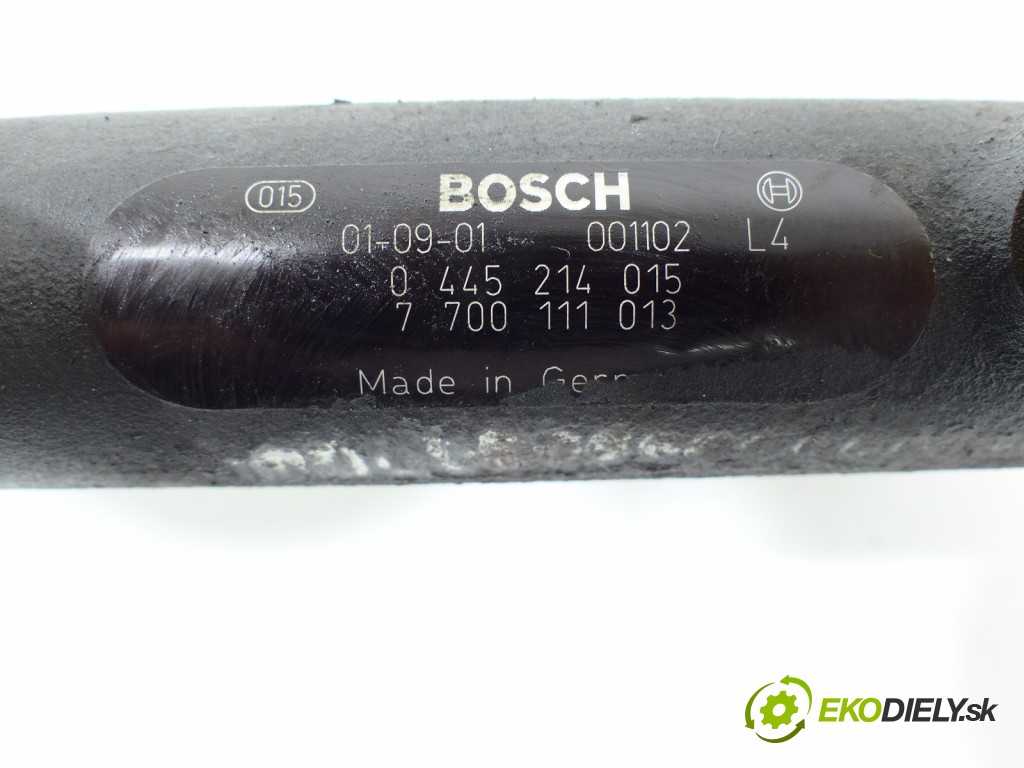 015 BOSCH
01-09-01 001102 L4
0 445 214 015
7 700 111 013
Made in
EKODIELY.sk